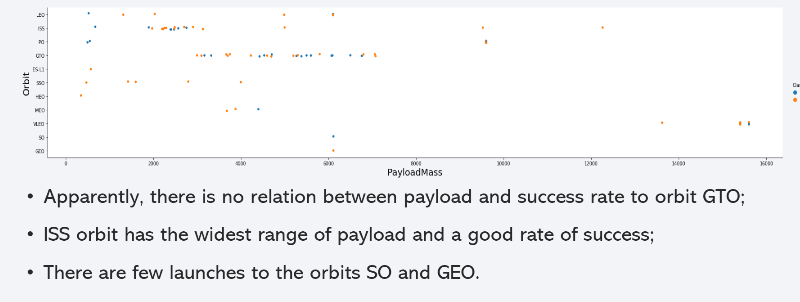 LEO
ISS
PO
GTO
ES-L1
SSO
HEO
MEO
VLEO
SO
GEO
Orbit
0 2000 4000 6000 8000 10000 12000 14000 16000
PayloadMass
• Apparently, there is no relation between payload and success rate to orbit GTO;
• ISS orbit has the widest range of payload and a good rate of success;
• There are few launches to the orbits SO and GEO.